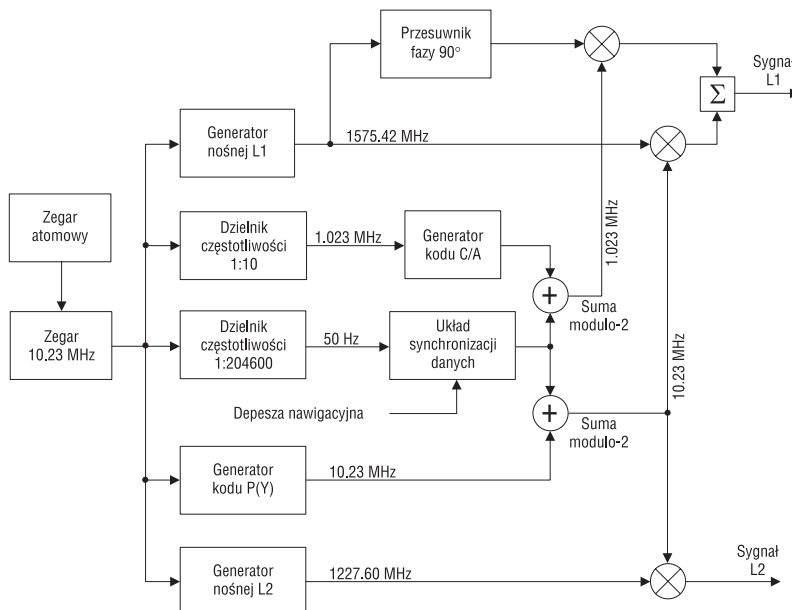 Przesuwnik
fazy 90°
Sygnał
L1
Σ
Generator
nośnej L1
1575.42 MHz
Zegar
atomowy
Dzielnik
częstotliwości
1:10
1.023 MHz
Generator
kodu C/A
1.023 MHz
+
Suma
modulo-2
Zegar
10.23 MHz
Dzielnik
częstotliwości
1:204600
50 Hz
Układ
synchronizacji
danych
10.23 MHz
Depesza nawigacyjna
+
Suma
modulo-2
Generator
kodu P(Y)
10.23 MHz
Generator
nośnej L2
1227.60 MHz
Sygnał
L2